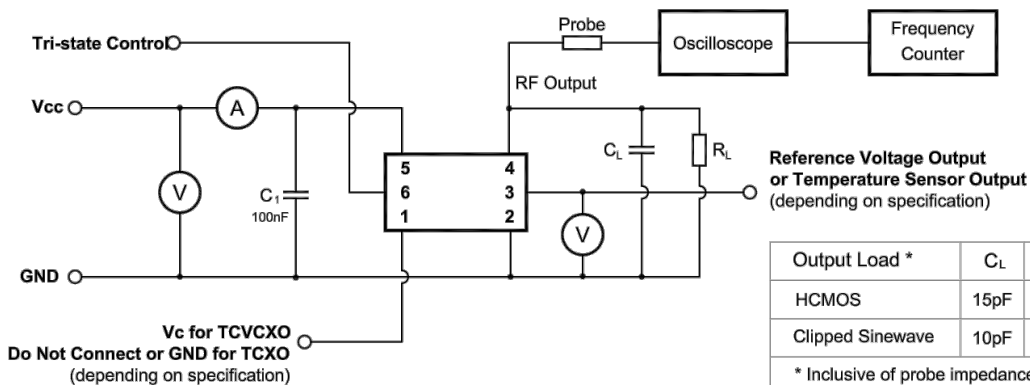 Probe
Oscilloscope
Frequency
Counter
Tri-state Control
RF Output
Vcc
A
V
C1
100nF
5
6
1
4
3
2
CL
RL
V
Reference Voltage Output
or Temperature Sensor Output
(depending on specification)
GND
Vc for TCVCXO
Do Not Connect or GND for TCXO
(depending on specification)
Output Load * CL
HCMOS 15pF
Clipped Sinewave 10pF
* Inclusive of probe impedance